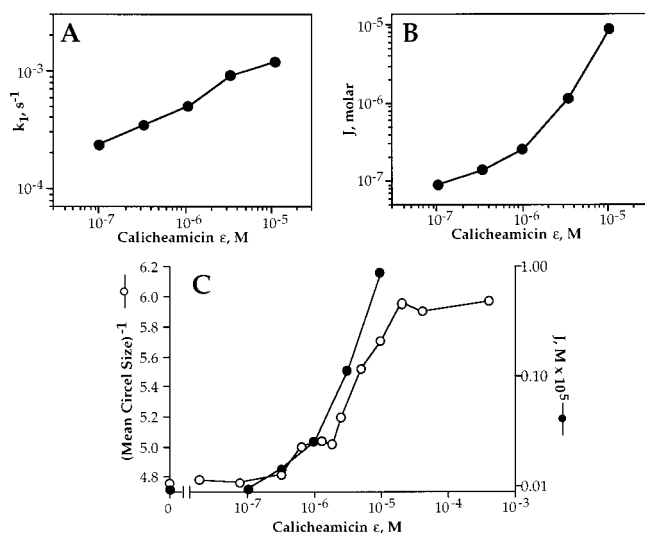 A
k₁, s⁻¹
10⁻³
10⁻⁴
10⁻⁷
10⁻⁶
10⁻⁵
Calicheamicin ε, M
B
J, molar
10⁻⁵
10⁻⁶
10⁻⁷
10⁻⁷
10⁻⁶
10⁻⁵
Calicheamicin ε, M
C
(Mean Circel Size)⁻¹
6.2
6.0
5.8
5.6
5.4
5.2
5.0
4.8
1.00
0.10
0.01
J, M x 10⁵
0
10⁻⁷
10⁻⁶
10⁻⁵
10⁻⁴
10⁻³
Calicheamicin ε, M